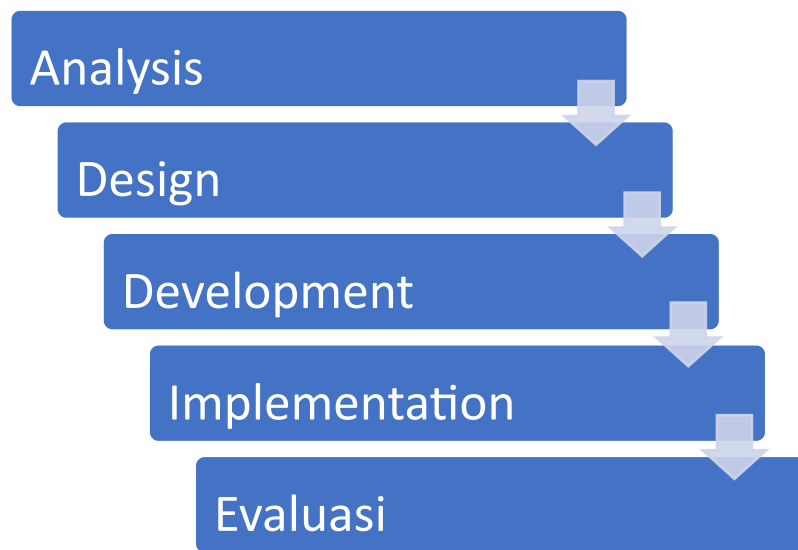 Analysis
Design
Development
Implementation
Evaluasi